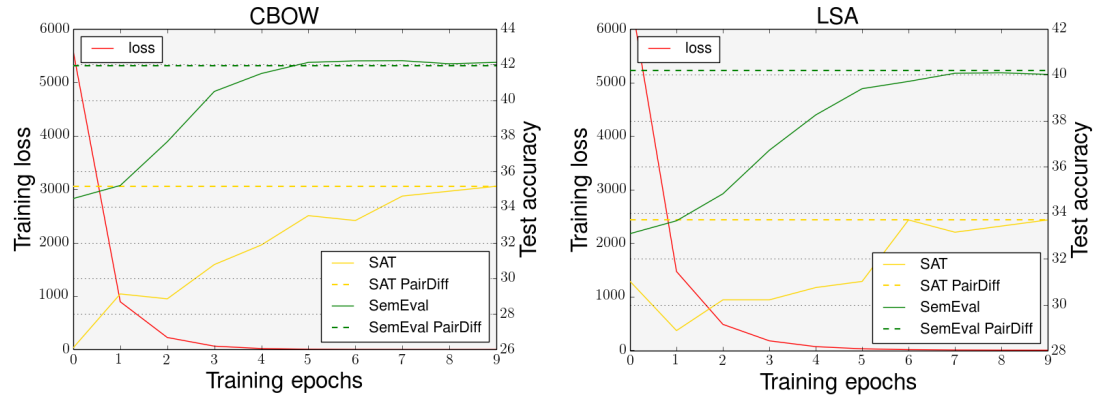 CBOW
loss
6000
5000
4000
3000
2000
1000
0
44
42
40
38
36
34
32
30
28
26
0 1 2 3 4 5 6 7 8 9
Training loss
Test accuracy
Training epochs
SAT
SAT PairDiff
SemEval
SemEval PairDiff
LSA
loss
6000
5000
4000
3000
2000
1000
0
42
40
38
36
34
32
30
28
0 1 2 3 4 5 6 7 8 9
Training loss
Test accuracy
Training epochs
SAT
SAT PairDiff
SemEval
SemEval PairDiff